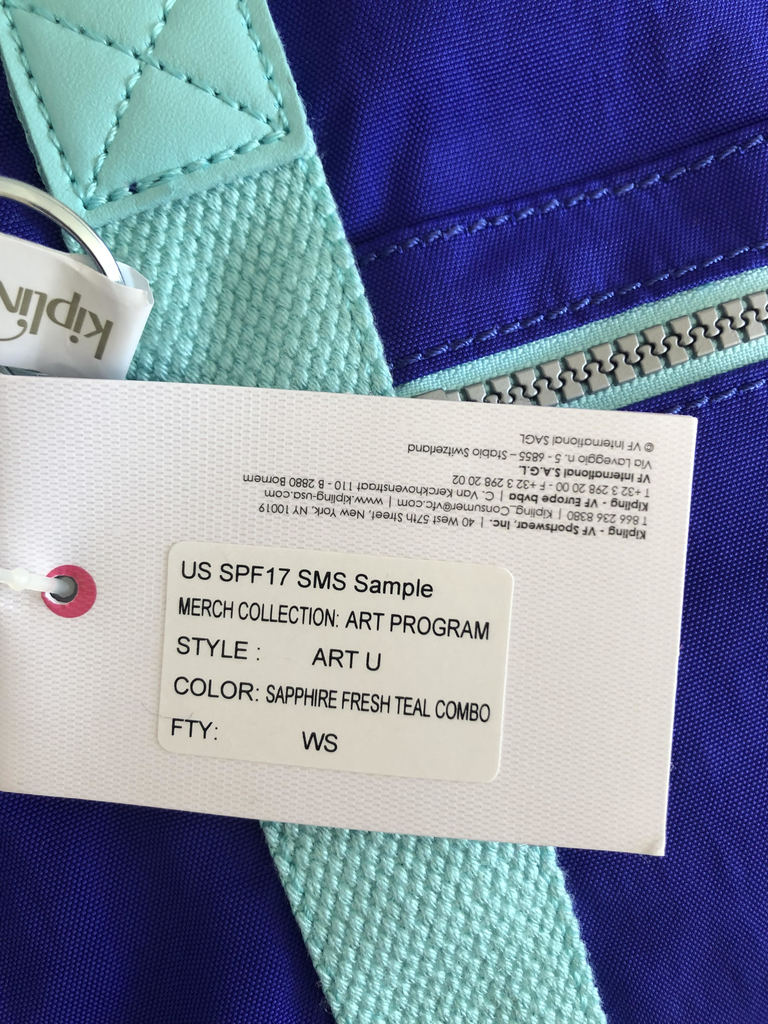 kipling
US SPF17 SMS Sample
MERCH COLLECTION: ART PROGRAM
STYLE : ART U
COLOR: SAPPHIRE FRESH TEAL COMBO
FTY: WS
Kipling - VF Sportswear, Inc. | 40 West 57th Street, New York, NY 10019
T 866 236 8380 | Kipling_Consumer@vfc.com | www.kipling-usa.com
Kipling - VF Europe bvba | C. Van Kerckhovenstraat 110 - B 2880 Bornem
T +32 3 298 20 00 - F +32 3 298 20 02
VF International S.A.G.L.
Via Laveggio n. 5 - 6855 – Stabio Switzerland
© VF International SAGL